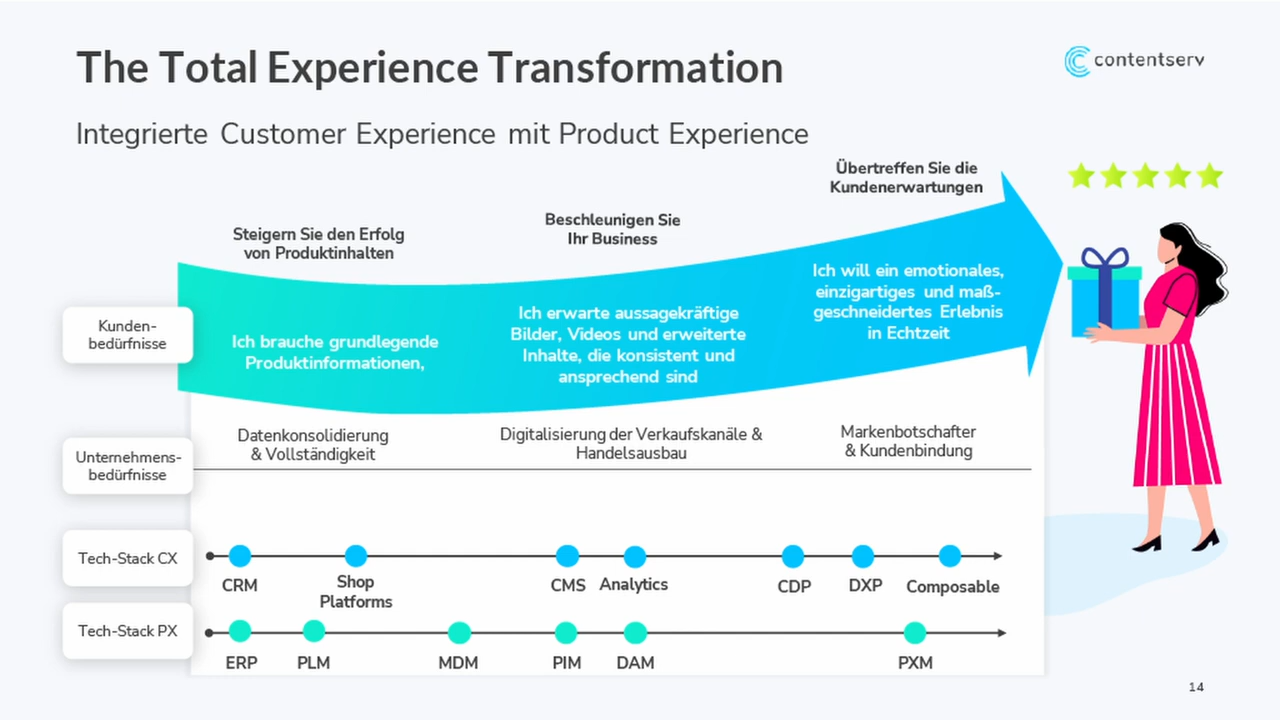 The Total Experience Transformation
contentserv
Integrierte Customer Experience mit Product Experience
Übertreffen Sie die
Kundenerwartungen
Beschleunigen Sie
Ihr Business
Steigern Sie den Erfolg
von Produktinhalten
Kunden-
bedürfnisse
Ich brauche grundlegende
Produktinformationen,
Ich erwarte aussagekräftige
Bilder, Videos und erweiterte
Inhalte, die konsistent und
ansprechend sind
Ich will ein emotionales,
einzigartiges und maß-
geschneidertes Erlebnis
in Echtzeit
Unternehmens-
bedürfnisse
Datenkonsolidierung
& Vollständigkeit
Digitalisierung der Verkaufskanäle &
Handelsausbau
Markenbotschafter
& Kundenbindung
Tech-Stack CX
CRM
Shop
Platforms
CMS
Analytics
CDP
DXP
Composable
Tech-Stack PX
ERP
PLM
MDM
PIM
DAM
PXM
14